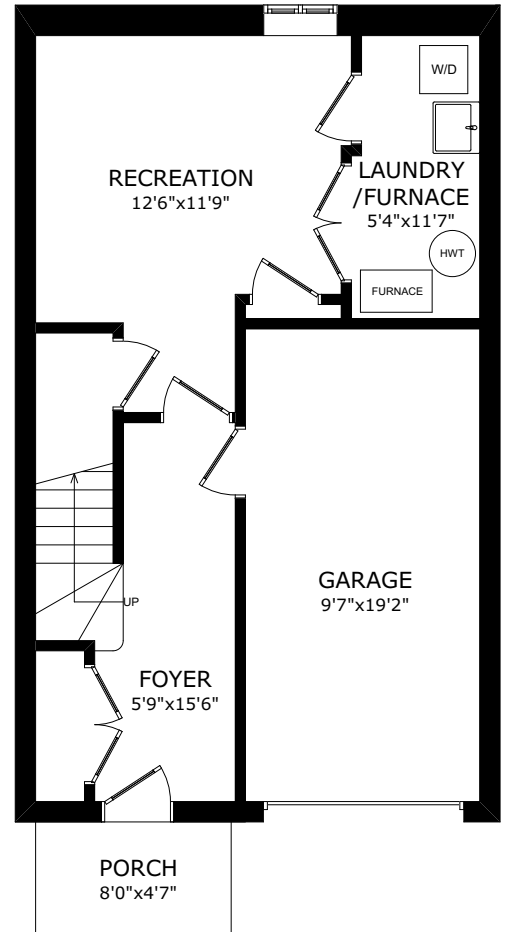 W/D
RECREATION
12'6"x11'9"
LAUNDRY
/FURNACE
5'4"x11'7"
HWT
FURNACE
GARAGE
9'7"x19'2"
UP
FOYER
5'9"x15'6"
PORCH
8'0"x4'7"